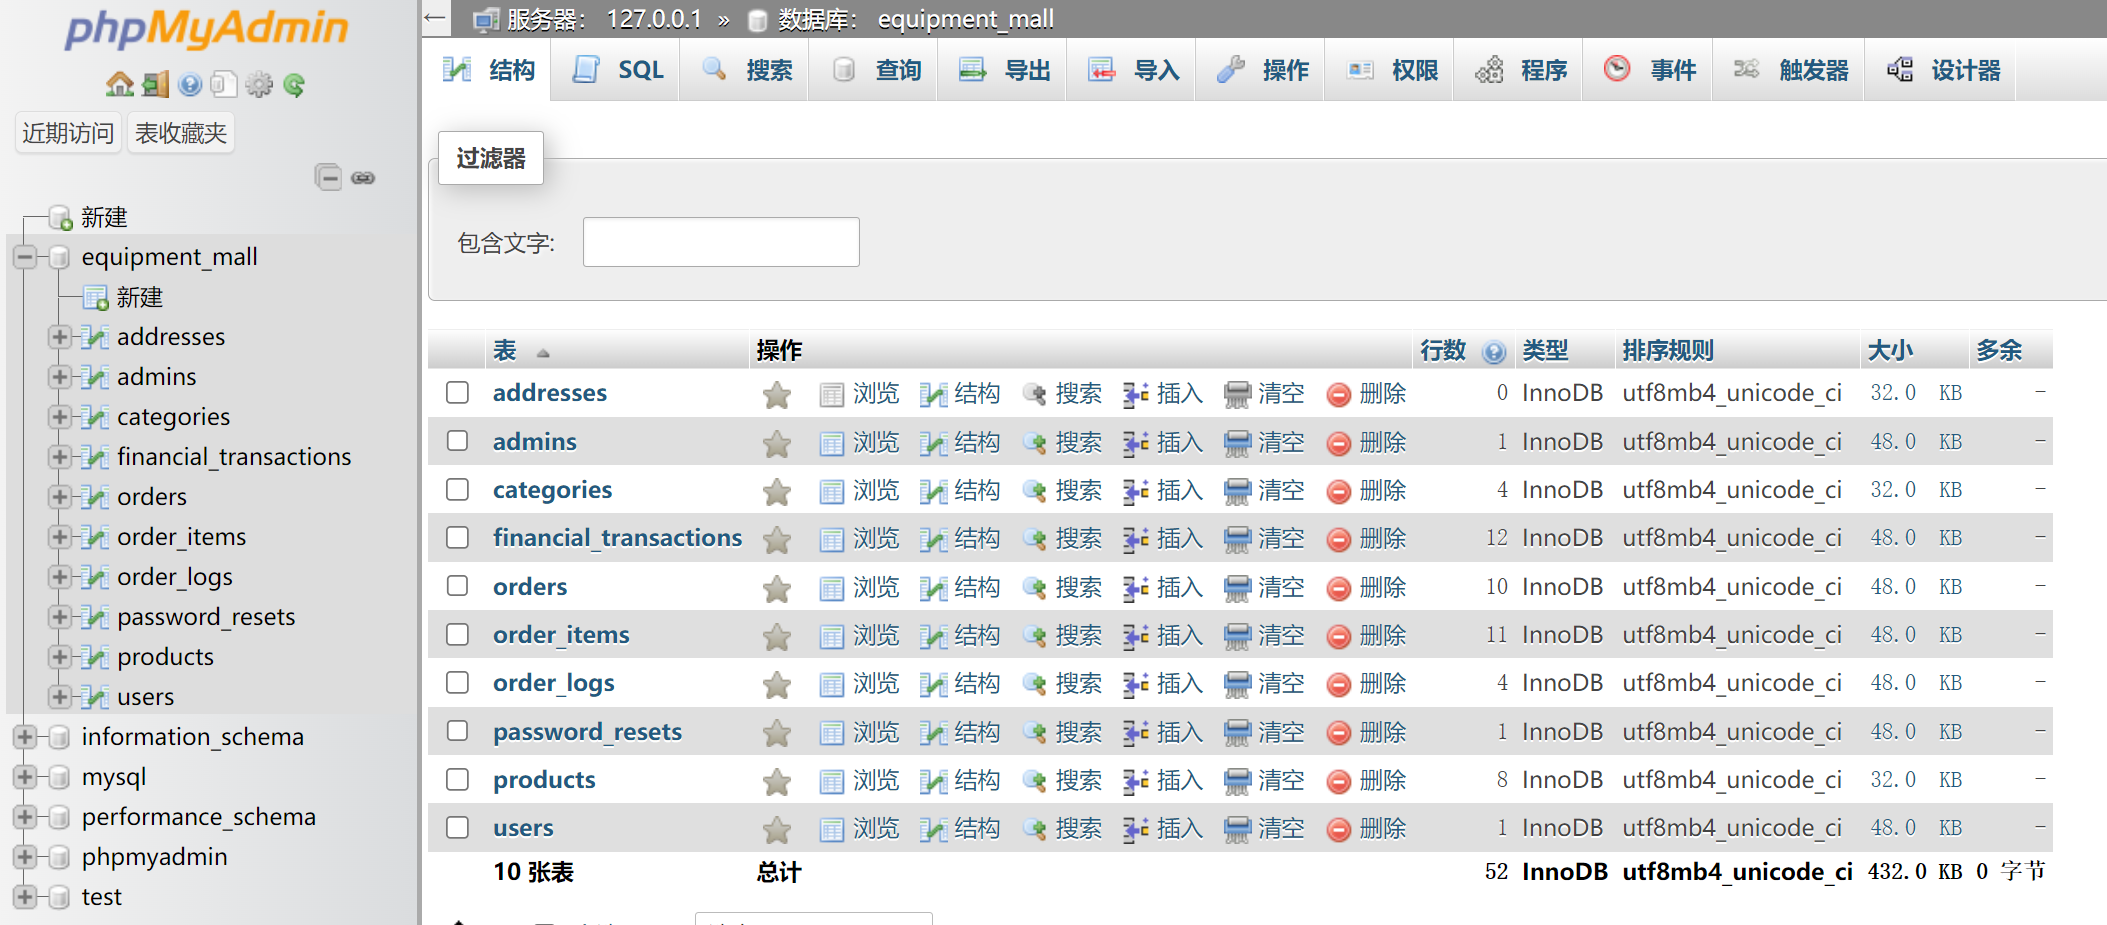 phpMyAdmin
近期访问 表收藏夹
新建
equipment_mall
新建
addresses
admins
categories
financial_transactions
orders
order_items
order_logs
password_resets
products
users
information_schema
mysql
performance_schema
phpmyadmin
test
← 服务器： 127.0.0.1 » 数据库： equipment_mall
结构 SQL 搜索 查询 导出 导入 操作 权限 程序 事件 触发器 设计器
过滤器
包含文字:
表 操作 行数 类型 排序规则 大小 多余
addresses 浏览 结构 搜索 插入 清空 删除 0 InnoDB utf8mb4_unicode_ci 32.0 KB -
admins 浏览 结构 搜索 插入 清空 删除 1 InnoDB utf8mb4_unicode_ci 48.0 KB -
categories 浏览 结构 搜索 插入 清空 删除 4 InnoDB utf8mb4_unicode_ci 32.0 KB -
financial_transactions 浏览 结构 搜索 插入 清空 删除 12 InnoDB utf8mb4_unicode_ci 48.0 KB -
orders 浏览 结构 搜索 插入 清空 删除 10 InnoDB utf8mb4_unicode_ci 48.0 KB -
order_items 浏览 结构 搜索 插入 清空 删除 11 InnoDB utf8mb4_unicode_ci 48.0 KB -
order_logs 浏览 结构 搜索 插入 清空 删除 4 InnoDB utf8mb4_unicode_ci 48.0 KB -
password_resets 浏览 结构 搜索 插入 清空 删除 1 InnoDB utf8mb4_unicode_ci 48.0 KB -
products 浏览 结构 搜索 插入 清空 删除 8 InnoDB utf8mb4_unicode_ci 32.0 KB -
users 浏览 结构 搜索 插入 清空 删除 1 InnoDB utf8mb4_unicode_ci 48.0 KB -
10 张表 总计 52 InnoDB utf8mb4_unicode_ci 432.0 KB 0 字节